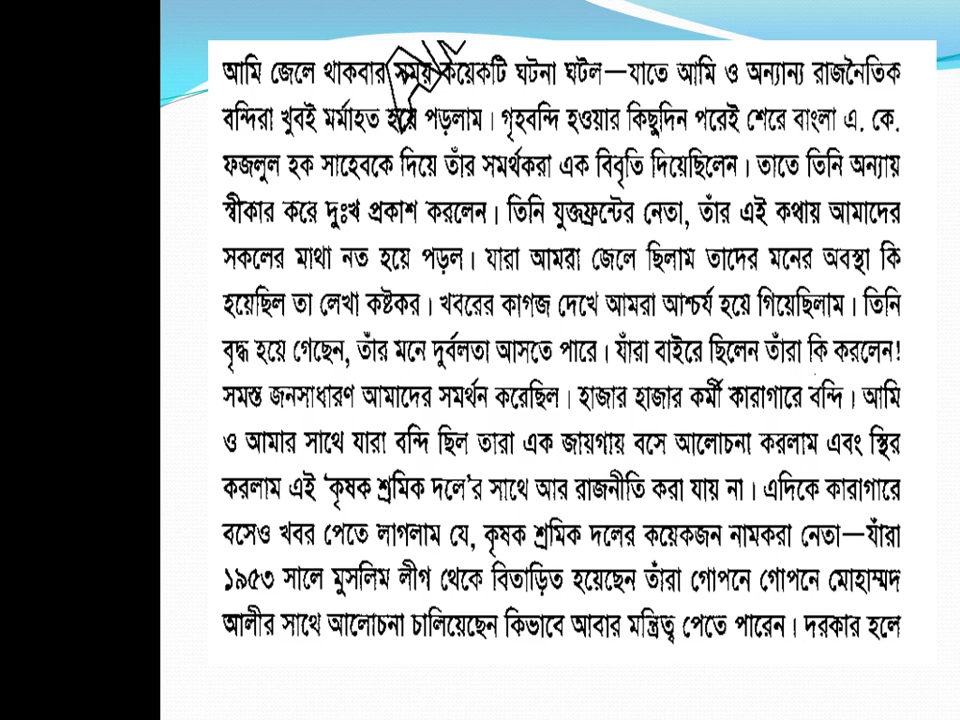 আমি জেলে থাকবার সময় কয়েকটি ঘটনা ঘটল—যাতে আমি ও অন্যান্য রাজনৈতিক
বন্দিরা খুবই মর্মাহত হয়ে পড়লাম। গৃহবন্দি হওয়ার কিছুদিন পরেই শেরে বাংলা এ. কে.
ফজলুল হক সাহেবকে দিয়ে তাঁর সমর্থকরা এক বিবৃতি দিয়েছিলেন। তাতে তিনি অন্যায়
স্বীকার করে দুঃখ প্রকাশ করলেন। তিনি যুক্তফ্রন্টের নেতা, তাঁর এই কথায় আমাদের
সকলের মাথা নত হয়ে পড়ল। যারা আমরা জেলে ছিলাম তাদের মনের অবস্থা কি
হয়েছিল তা লেখা কষ্টকর। খবরের কাগজ দেখে আমরা আশ্চর্য হয়ে গিয়েছিলাম। তিনি
বৃদ্ধ হয়ে গেছেন, তাঁর মনে দুর্বলতা আসতে পারে। যাঁরা বাইরে ছিলেন তাঁরা কি করলেন!
সমস্ত জনসাধারণ আমাদের সমর্থন করেছিল। হাজার হাজার কর্মী কারাগারে বন্দি। আমি
ও আমার সাথে যারা বন্দি ছিল তারা এক জায়গায় বসে আলোচনা করলাম এবং স্থির
করলাম এই ‘কৃষক শ্রমিক দলে’র সাথে আর রাজনীতি করা যায় না। এদিকে কারাগারে
বসেও খবর পেতে লাগলাম যে, কৃষক শ্রমিক দলের কয়েকজন নামকরা নেতা—যাঁরা
১৯৫৩ সালে মুসলিম লীগ থেকে বিতাড়িত হয়েছেন তাঁরা গোপনে গোপনে মোহাম্মদ
আলীর সাথে আলোচনা চালিয়েছেন কিভাবে আবার মন্ত্রিত্ব পেতে পারেন। দরকার হলে